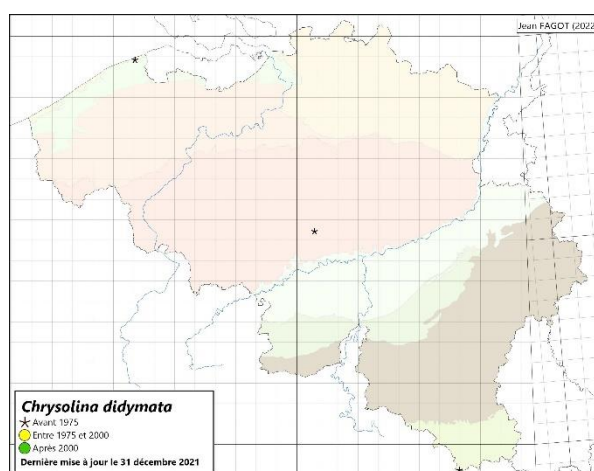 Jean FAGOT (2022
Chrysolina didymata
Avant 1975
Entre 1975 et 2000
Après 2000
Dernière mise à jour le 31 décembre 2021